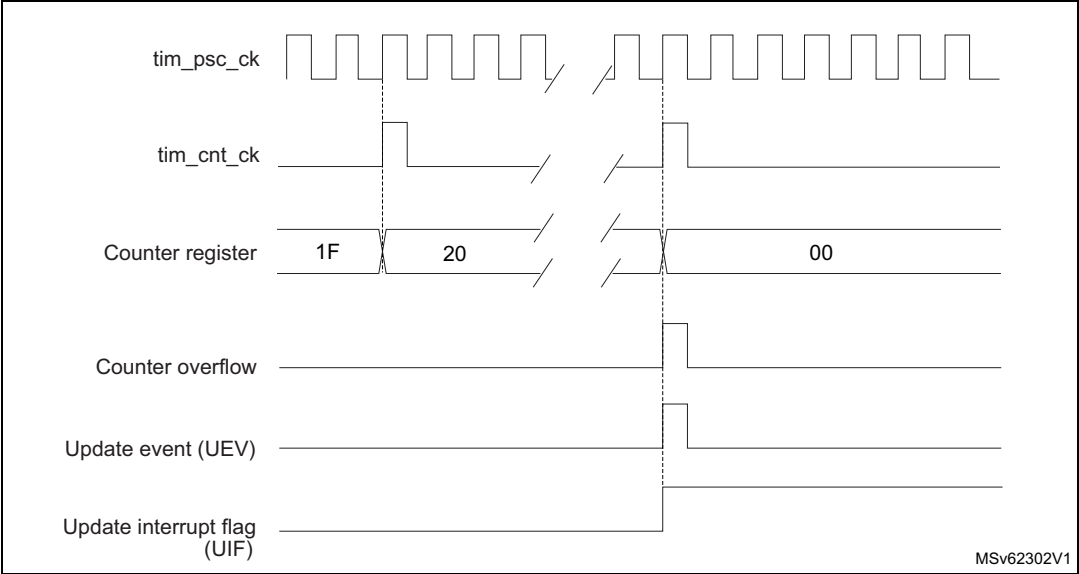 tim_psc_ck
tim_cnt_ck
Counter register
1F
20
00
Counter overflow
Update event (UEV)
Update interrupt flag
(UIF)
MSv62302V1